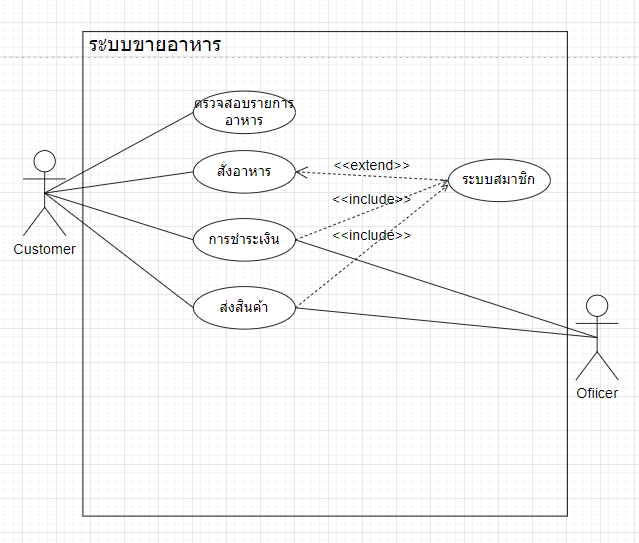 ระบบขายอาหาร
ตรวจสอบรายการ
อาหาร
สั่งอาหาร
<<extend>>
ระบบสมาชิก
<<include>>
Customer
การชำระเงิน
<<include>>
ส่งสินค้า
Ofiicer